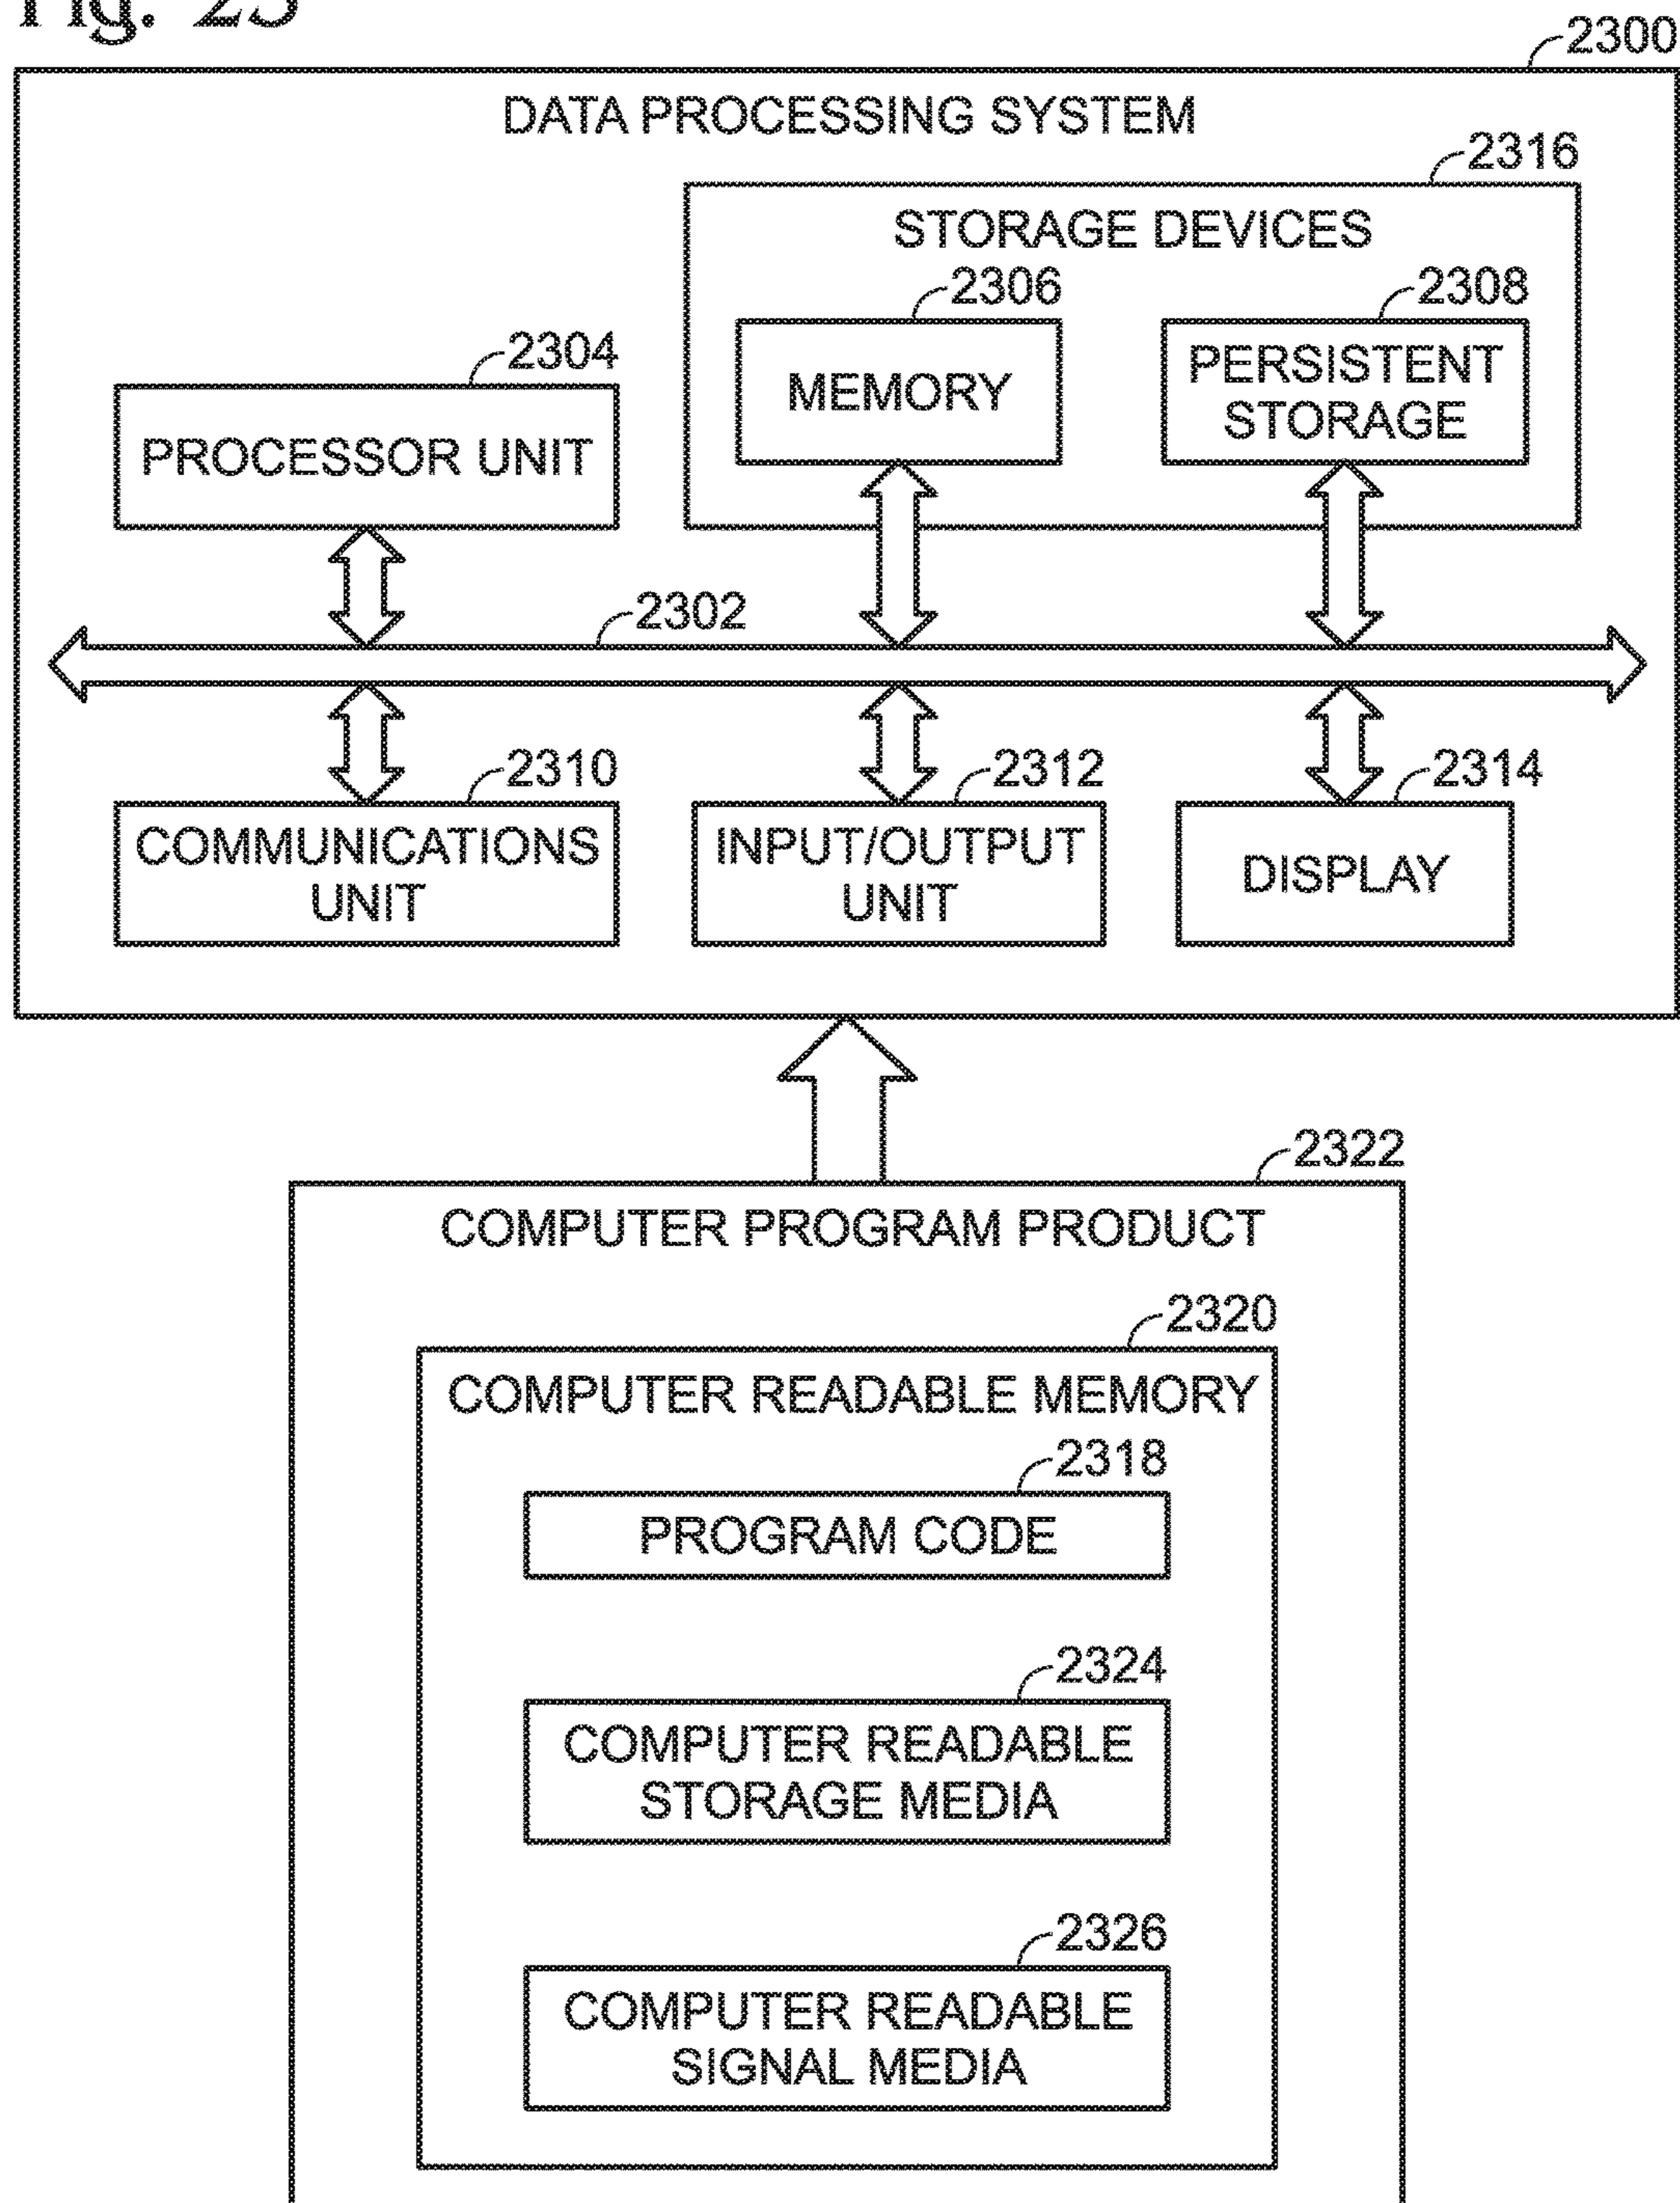 Fig. 23
2300
DATA PROCESSING SYSTEM
2316
STORAGE DEVICES
2306
2308
MEMORY
PERSISTENT
STORAGE
2304
PROCESSOR UNIT
2302
2310
2312
2314
COMMUNICATIONS
UNIT
INPUT/OUTPUT
UNIT
DISPLAY
2322
COMPUTER PROGRAM PRODUCT
2320
COMPUTER READABLE MEMORY
2318
PROGRAM CODE
2324
COMPUTER READABLE
STORAGE MEDIA
2326
COMPUTER READABLE
SIGNAL MEDIA